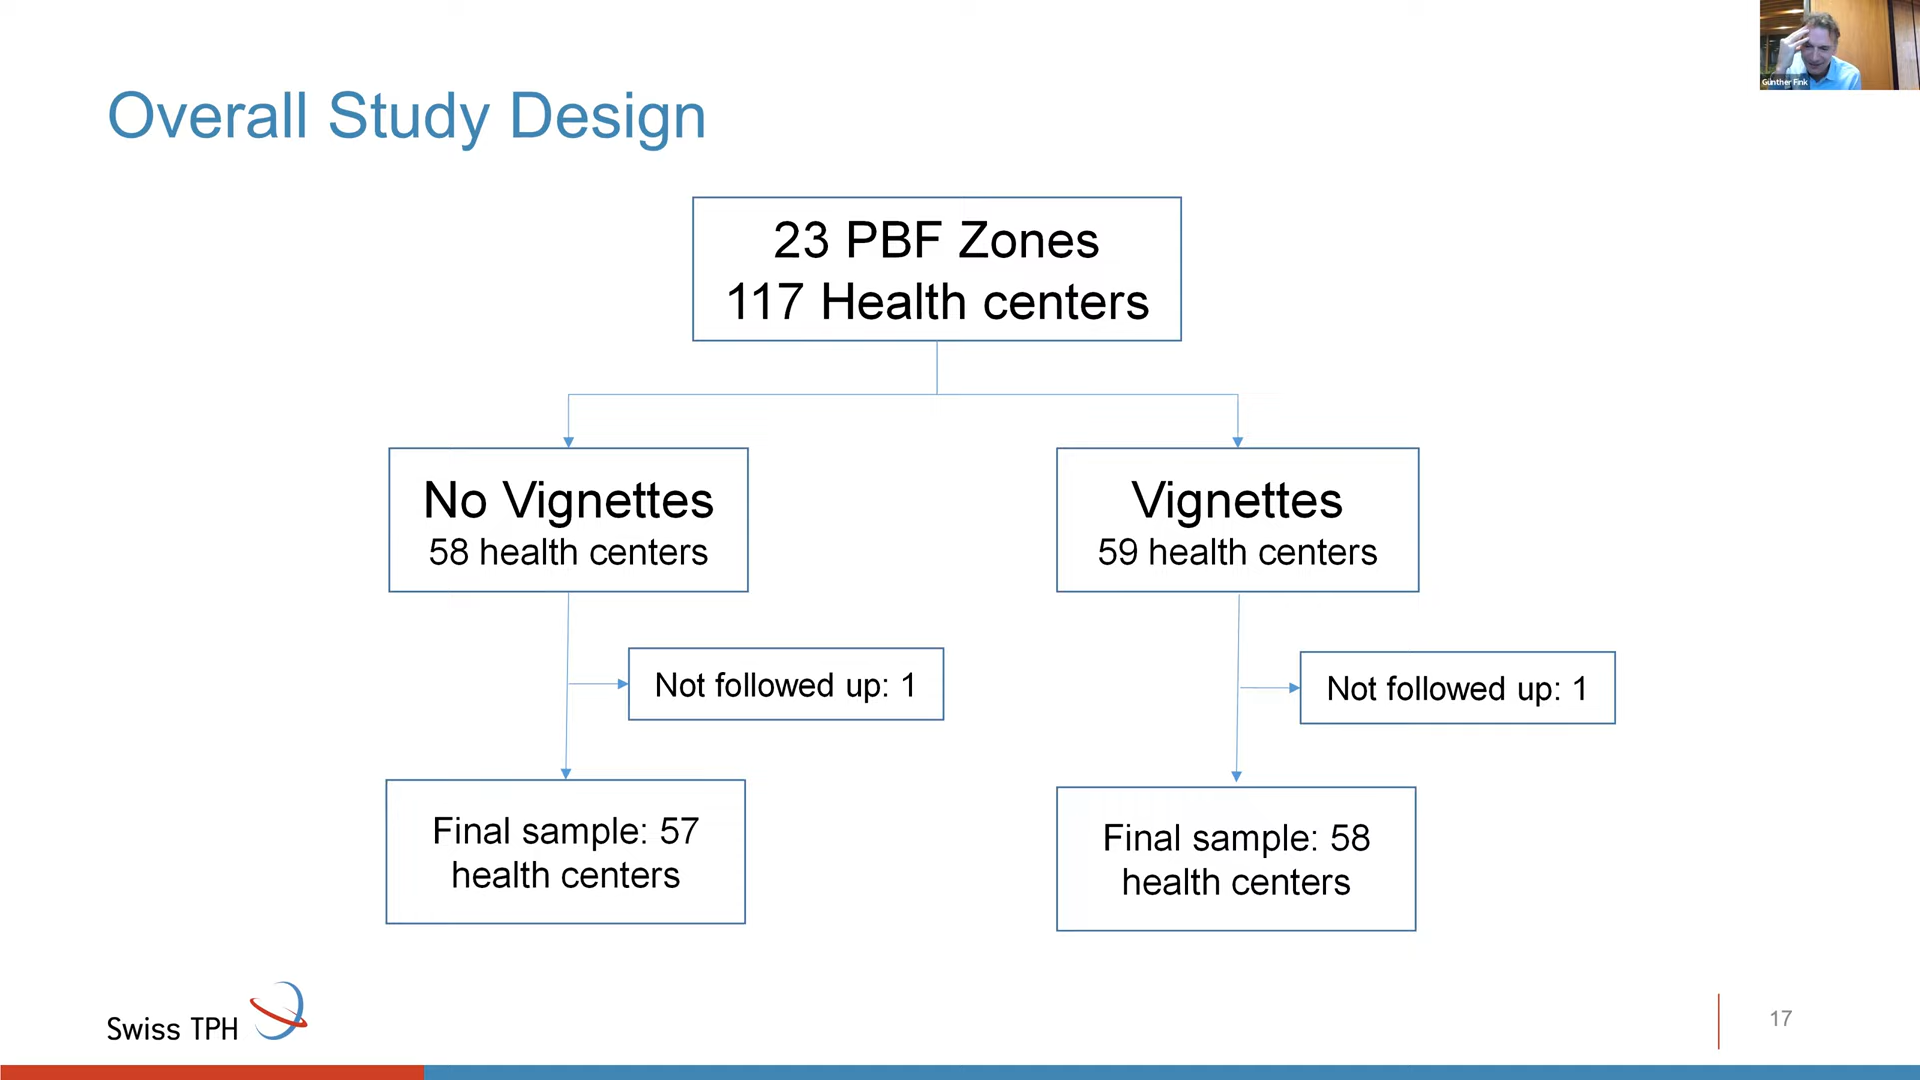 Günther Fink
Overall Study Design
23 PBF Zones
117 Health centers
No Vignettes
58 health centers
Vignettes
59 health centers
Not followed up: 1
Not followed up: 1
Final sample: 57
health centers
Final sample: 58
health centers
Swiss TPH
17